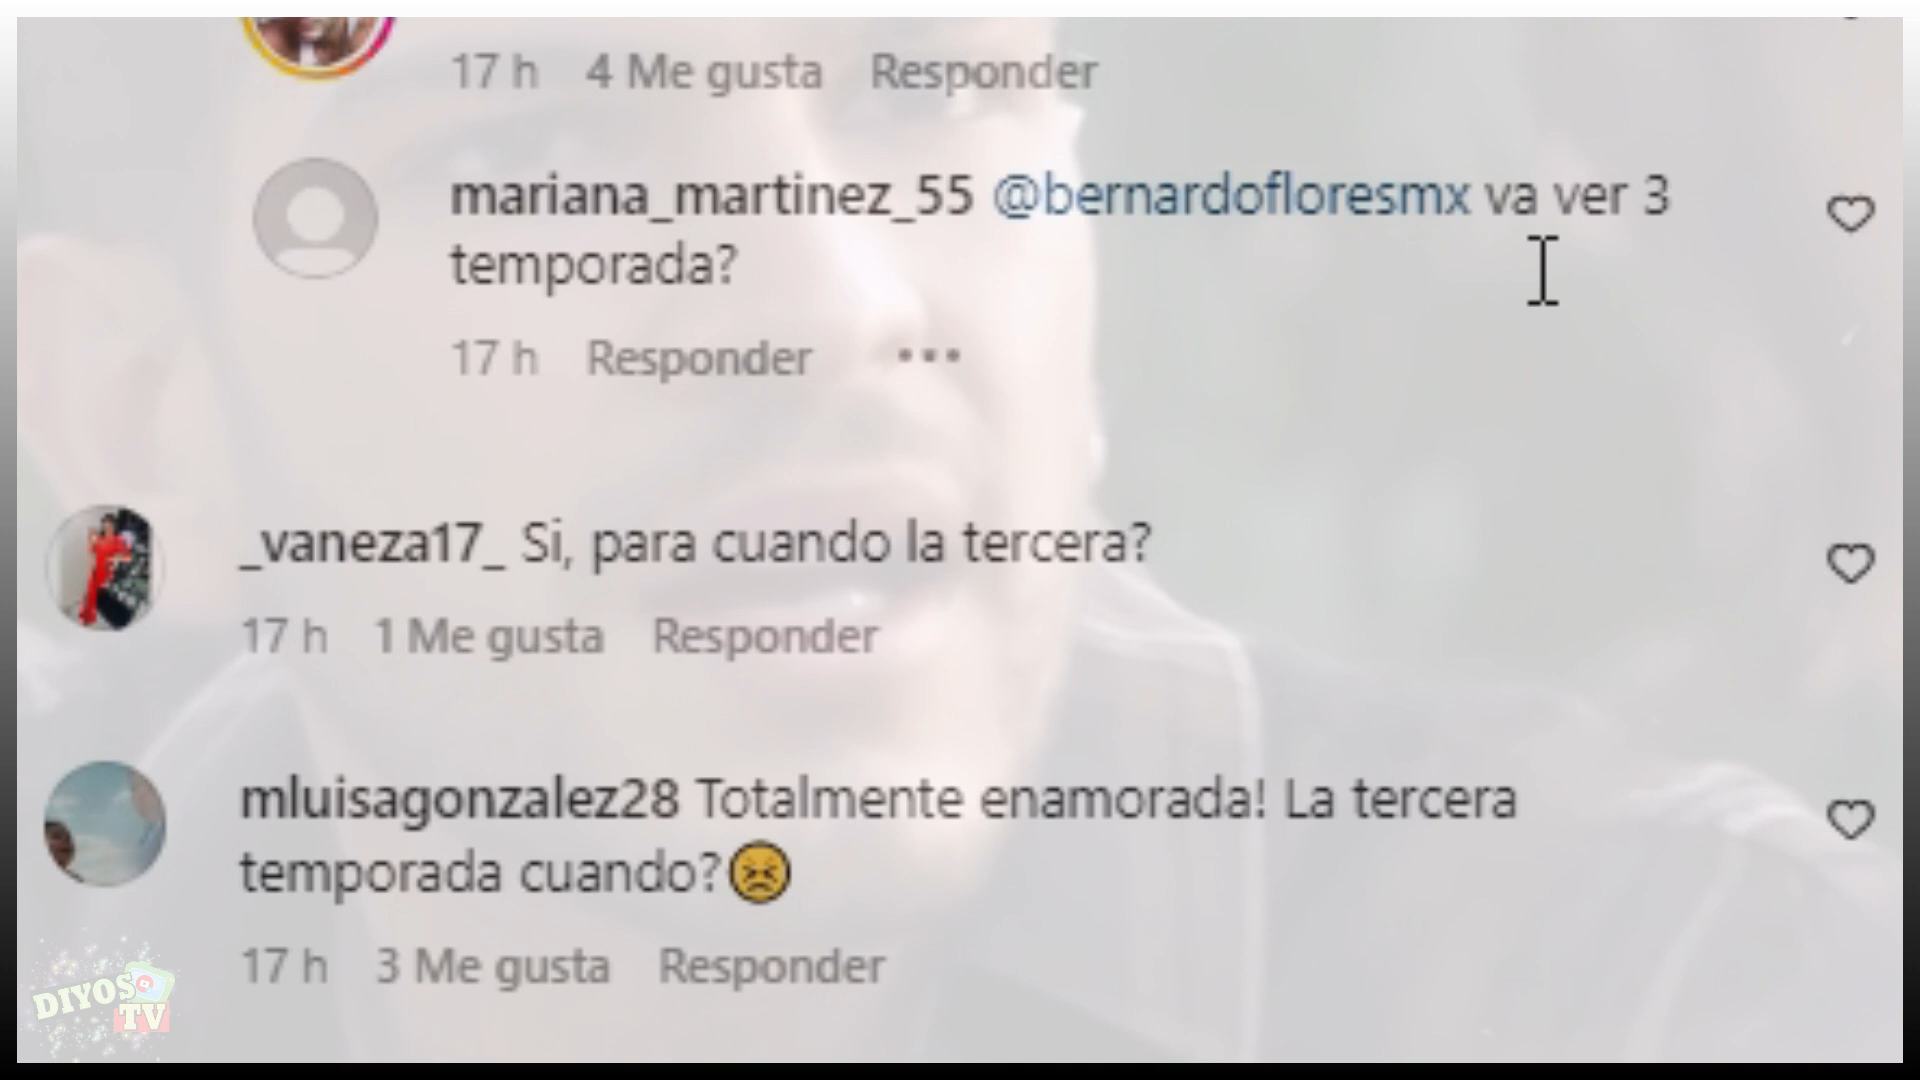 17 h 4 Me gusta Responder
mariana_martinez_55 @bernardofloresmx va ver 3
temporada?
17 h Responder ...
_vaneza17_ Si, para cuando la tercera?
17 h 1 Me gusta Responder
mluisagonzalez28 Totalmente enamorada! La tercera
temporada cuando?😣
17 h 3 Me gusta Responder
DIYOS
TV